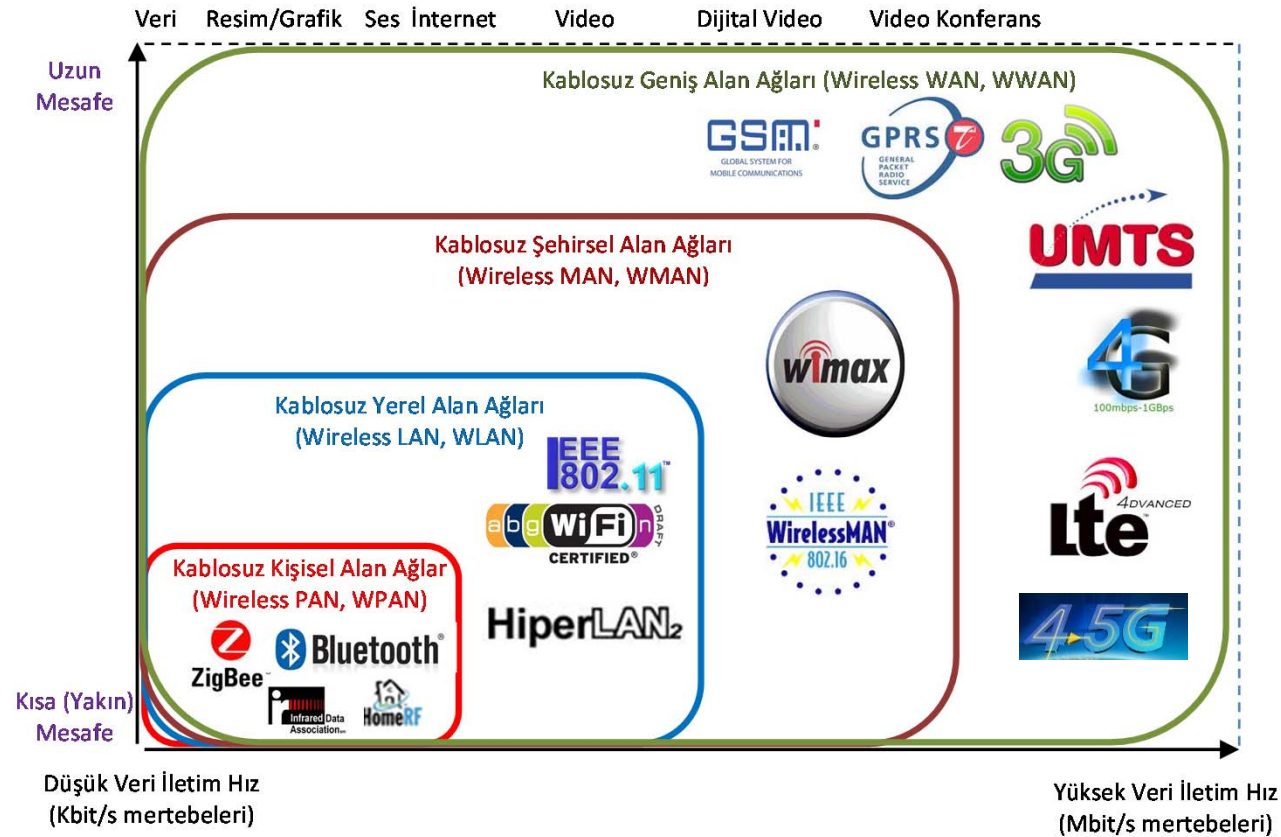 Veri Resim/Grafik Ses İnternet Video Dijital Video Video Konferans
Uzun
Mesafe
Kablosuz Geniş Alan Ağları (Wireless WAN, WWAN)
GSM
GLOBAL SYSTEM FOR
MOBILE COMMUNICATIONS
GPRS
GENERAL
PACKET
RADIO
SERVICE
3G
UMTS
Kablosuz Şehirsel Alan Ağları
(Wireless MAN, WMAN)
wimax
4G
100mbps-1GBps
Kablosuz Yerel Alan Ağları
(Wireless LAN, WLAN)
IEEE
802.11™
a b g WiFi n DRAFT
CERTIFIED®
IEEE
WirelessMAN®
802.16
4DVANCED
Lte
HiperLAN2
4.5G
Kablosuz Kişisel Alan Ağlar
(Wireless PAN, WPAN)
ZigBee
Bluetooth®
Infrared Data
Association
HomeRF
Kısa (Yakın)
Mesafe
Düşük Veri İletim Hız
(Kbit/s mertebeleri)
Yüksek Veri İletim Hız
(Mbit/s mertebeleri)